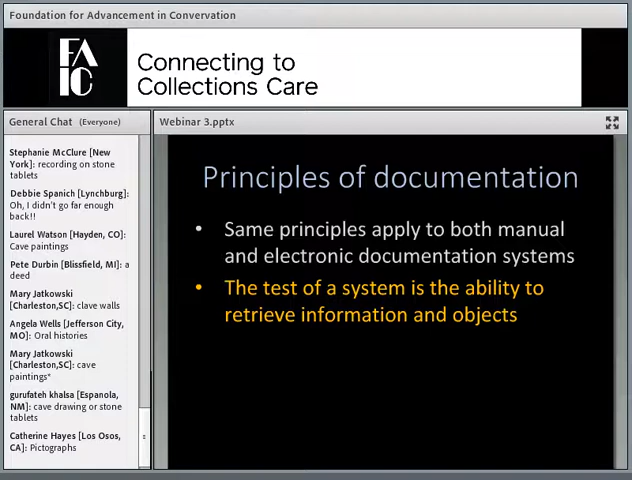 Foundation for Advancement in Convervation
FA
IC
Connecting to
Collections Care
General Chat (Everyone)
Stephanie McClure [New
York]: recording on stone
tablets
Debbie Spanich [Lynchburg]:
Oh, I didn't go far enough
back!!
Laurel Watson [Hayden, CO]:
Cave paintings
Pete Durbin [Blissfield, MI]: a
deed
Mary Jatkowski
[Charleston,SC]: clave walls
Angela Wells [Jefferson City,
MO]: Oral histories
Mary Jatkowski
[Charleston,SC]: cave
paintings*
gurufateh khalsa [Espanola,
NM]: cave drawing or stone
tablets
Catherine Hayes [Los Osos,
CA]: Pictographs
Webinar 3.pptx
Principles of documentation
• Same principles apply to both manual
and electronic documentation systems
• The test of a system is the ability to
retrieve information and objects